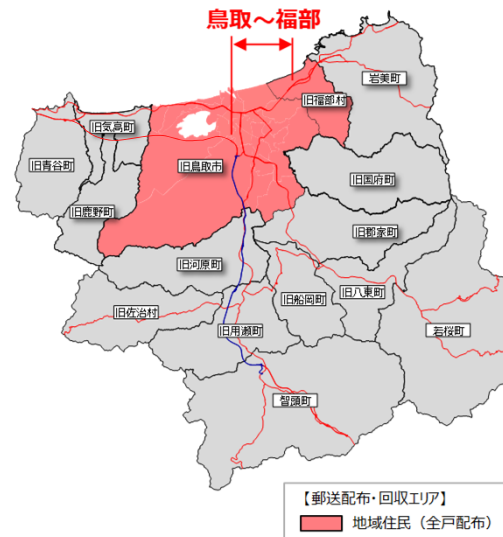 鳥取～福部
岩美町
旧福部村
旧気高町
旧青谷町
旧鳥取市
旧国府町
旧鹿野町
旧郡家町
旧河原町
旧船岡町
旧八東町
旧佐治村
旧用瀬町
若桜町
智頭町
【郵送配布・回収エリア】
地域住民（全戸配布）